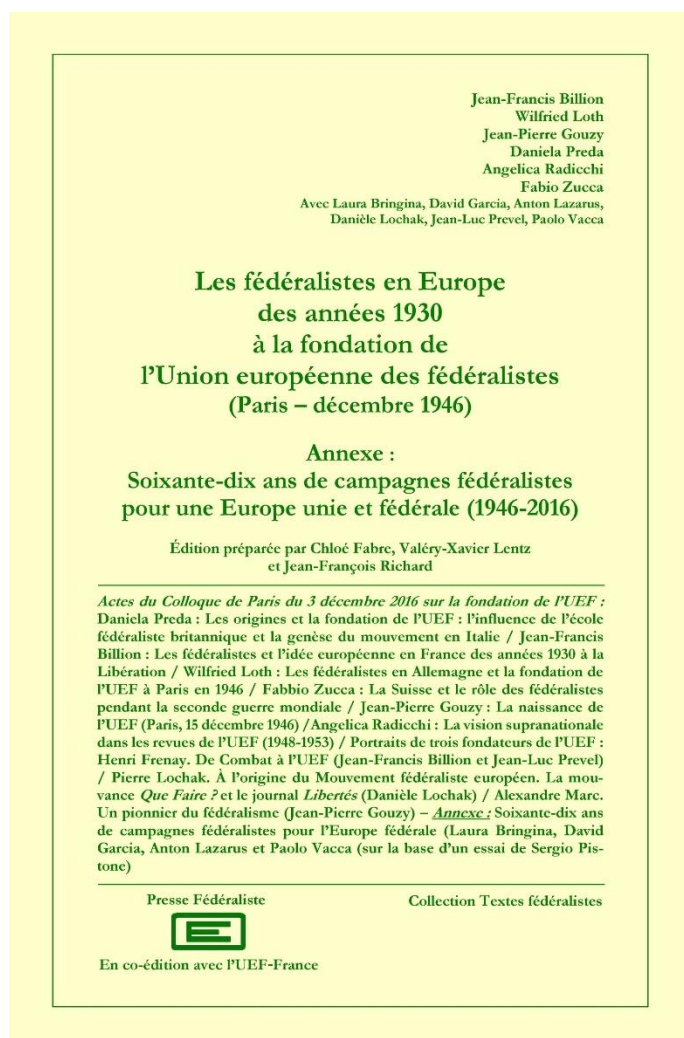 Jean-Francis Billion
Wilfried Loth
Jean-Pierre Gouzy
Daniela Preda
Angelica Radicchi
Fabio Zucca
Avec Laura Bringina, David Garcia, Anton Lazarus,
Danièle Lochak, Jean-Luc Prevel, Paolo Vacca
Les fédéralistes en Europe
des années 1930
à la fondation de
l'Union européenne des fédéralistes
(Paris – décembre 1946)
Annexe :
Soixante-dix ans de campagnes fédéralistes
pour une Europe unie et fédérale (1946-2016)
Édition préparée par Chloé Fabre, Valéry-Xavier Lentz
et Jean-François Richard
Actes du Colloque de Paris du 3 décembre 2016 sur la fondation de l'UEF :
Daniela Preda : Les origines et la fondation de l'UEF : l'influence de l'école
fédéraliste britannique et la genèse du mouvement en Italie / Jean-Francis
Billion : Les fédéralistes et l'idée européenne en France des années 1930 à la
Libération / Wilfried Loth : Les fédéralistes en Allemagne et la fondation de
l'UEF à Paris en 1946 / Fabbio Zucca : La Suisse et le rôle des fédéralistes
pendant la seconde guerre mondiale / Jean-Pierre Gouzy : La naissance de
l'UEF (Paris, 15 décembre 1946) /Angelica Radicchi : La vision supranationale
dans les revues de l'UEF (1948-1953) / Portraits de trois fondateurs de l'UEF :
Henri Frenay. De Combat à l'UEF (Jean-Francis Billion et Jean-Luc Prevel)
/ Pierre Lochak. À l'origine du Mouvement fédéraliste européen. La mou-
vance Que Faire ? et le journal Libertés (Danièle Lochak) / Alexandre Marc.
Un pionnier du fédéralisme (Jean-Pierre Gouzy) – Annexe : Soixante-dix ans
de campagnes fédéralistes pour l'Europe fédérale (Laura Bringina, David
Garcia, Anton Lazarus et Paolo Vacca (sur la base d'un essai de Sergio Pis-
tone)
Presse Fédéraliste
Collection Textes fédéralistes
En co-édition avec l'UEF-France